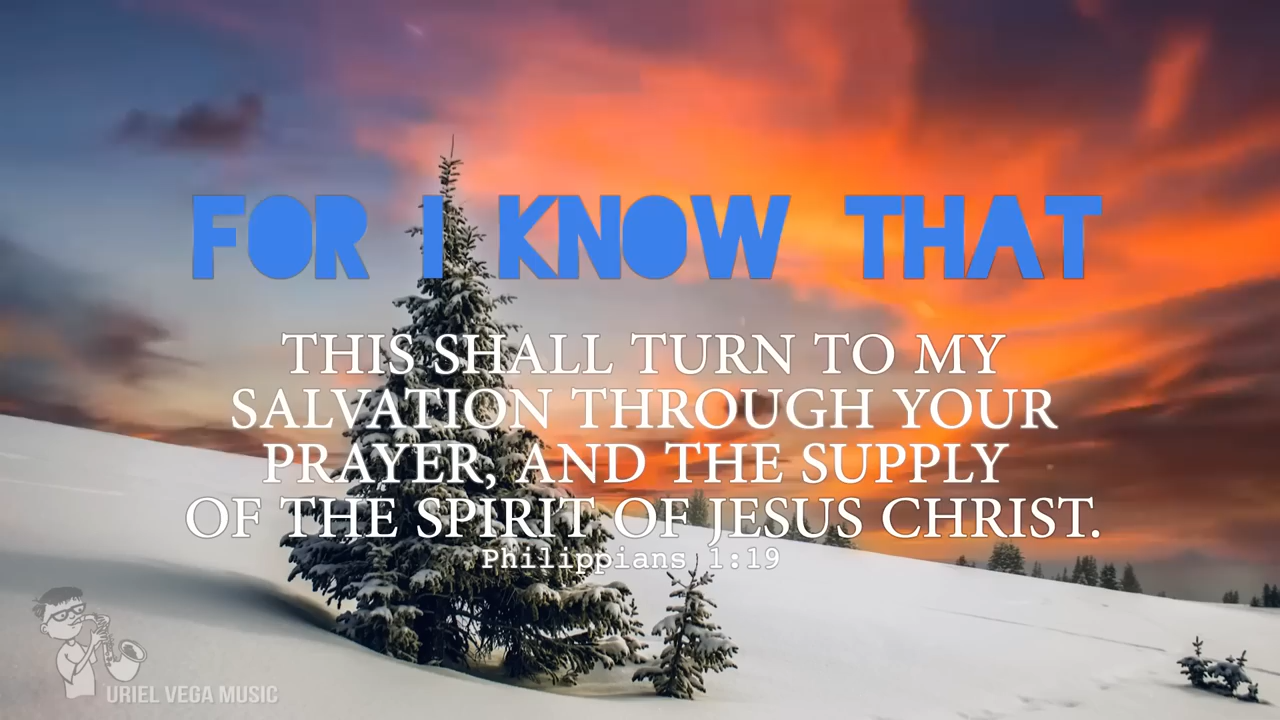 FOR I KNOW THAT
THIS SHALL TURN TO MY
SALVATION THROUGH YOUR
PRAYER, AND THE SUPPLY
OF THE SPIRIT OF JESUS CHRIST.
Philippians 1:19
URIEL VEGA MUSIC